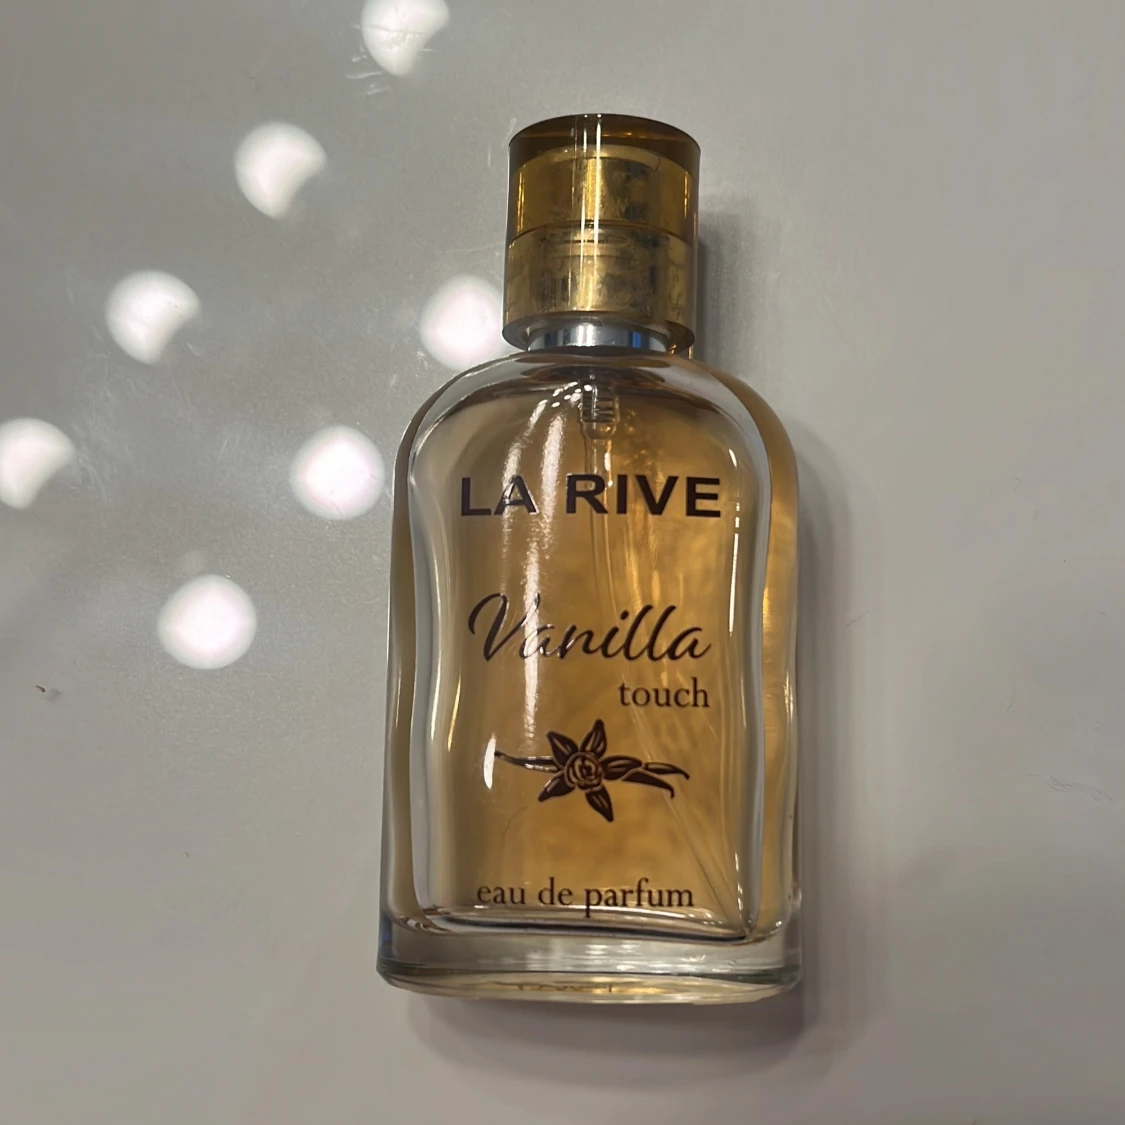 LA RIVE
Vanilla
touch
eau de parfum